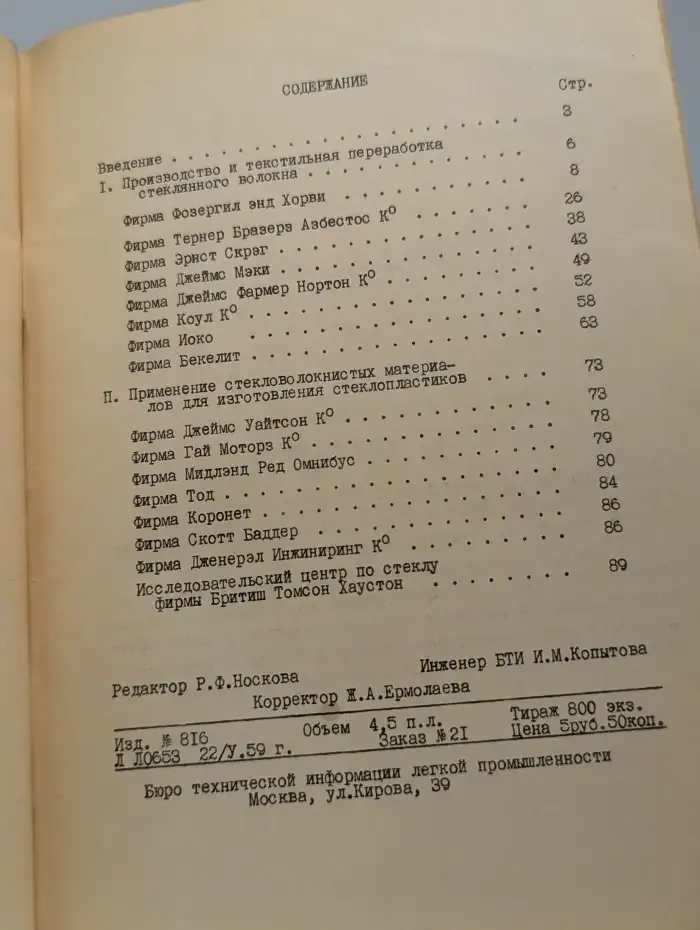 СОДЕРЖАНИЕ
Стр.
Введение . . . . . . . . . . . . . . . . . . . 3
I. Производство и текстильная переработка
стеклянного волокна . . . . . . . . . . . . 6
Фирма Фозергил энд Хорви . . . . . . . . . . 8
Фирма Тернер Бразерз Азбестос К⁰ . . . . . . 26
Фирма Эрнст Скрэг . . . . . . . . . . . . . 38
Фирма Джеймс Мэки . . . . . . . . . . . . . 43
Фирма Джеймс Фармер Нортон К⁰ . . . . . . . 49
Фирма Коул К⁰ . . . . . . . . . . . . . . . 52
Фирма Иоко . . . . . . . . . . . . . . . 58
Фирма Бекелит . . . . . . . . . . . . . . . 63
П. Применение стекловолокнистых материа-
лов для изготовления стеклопластиков . . . . 73
Фирма Джеймс Уайтсон К⁰ . . . . . . . . . . 73
Фирма Гай Моторз К⁰ . . . . . . . . . . . . 78
Фирма Мидлэнд Ред Омнибус . . . . . . . . . 79
Фирма Тод . . . . . . . . . . . . . . . . . 80
Фирма Коронет . . . . . . . . . . . . . . . 84
Фирма Скотт Баддер . . . . . . . . . . . . 86
Фирма Дженерэл Инжиниринг К⁰ . . . . . . . . 86
Исследовательский центр по стеклу
фирмы Бритиш Томсон Хаустон . . . . . . . 89
Редактор Р.Ф.Носкова Инженер БТИ И.М.Копытова
Корректор Ж.А.Ермолаева
Изд. № 816 Объем 4,5 п.л. Тираж 800 экз.
Л Л0653 22/У.59 г. Заказ №21 Цена 5руб.50коп.
Бюро технической информации легкой промышленности
Москва, ул.Кирова, 39